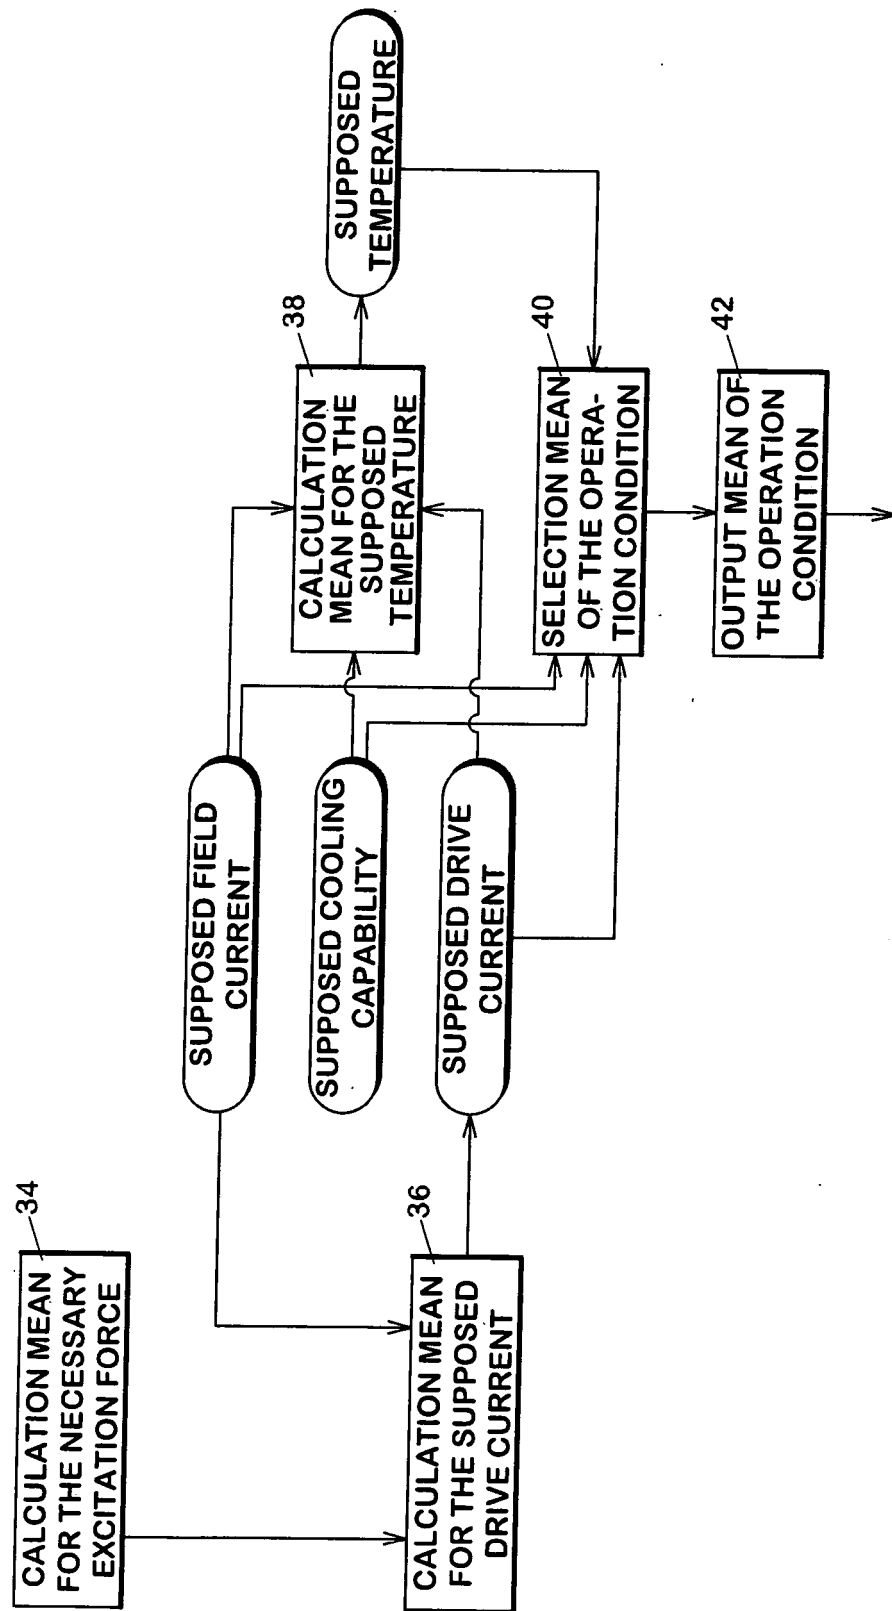 34
CALCULATION MEAN
FOR THE NECESSARY
EXCITATION FORCE
36
CALCULATION MEAN
FOR THE SUPPOSED
DRIVE CURRENT
SUPPOSED FIELD
CURRENT
SUPPOSED COOLING
CAPABILITY
SUPPOSED DRIVE
CURRENT
38
CALCULATION
MEAN FOR THE
SUPPOSED
TEMPERATURE
SUPPOSED
TEMPERATURE
40
SELECTION MEAN
OF THE OPERA-
TION CONDITION
42
OUTPUT MEAN OF
THE OPERATION
CONDITION